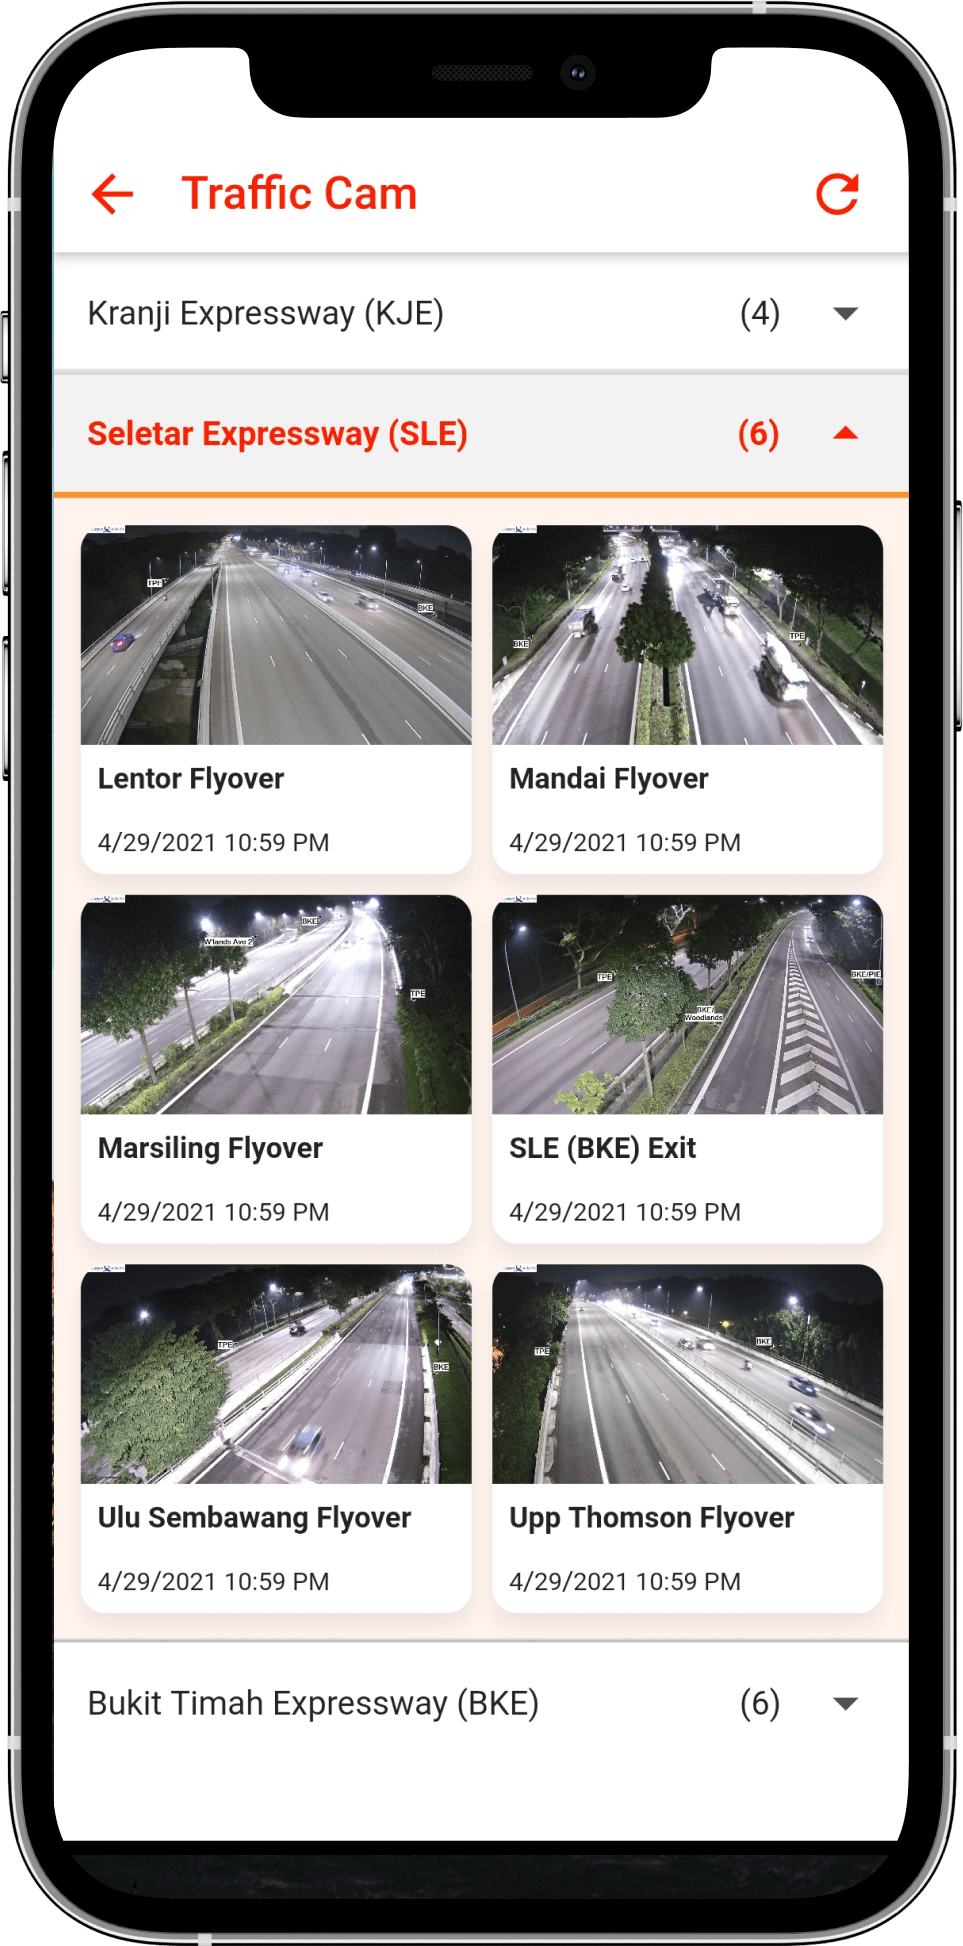 Traffic Cam
Kranji Expressway (KJE) (4)
Seletar Expressway (SLE) (6)
TPE
BKE
BKE
TPE
Lentor Flyover
Mandai Flyover
4/29/2021 10:59 PM
4/29/2021 10:59 PM
BKE
W'lands Ave 2
TPE
TPE
BKE/
Woodlands
BKE/PIE
Marsiling Flyover
SLE (BKE) Exit
4/29/2021 10:59 PM
4/29/2021 10:59 PM
TPE
BKE
TPE
BKE
Ulu Sembawang Flyover
Upp Thomson Flyover
4/29/2021 10:59 PM
4/29/2021 10:59 PM
Bukit Timah Expressway (BKE) (6)